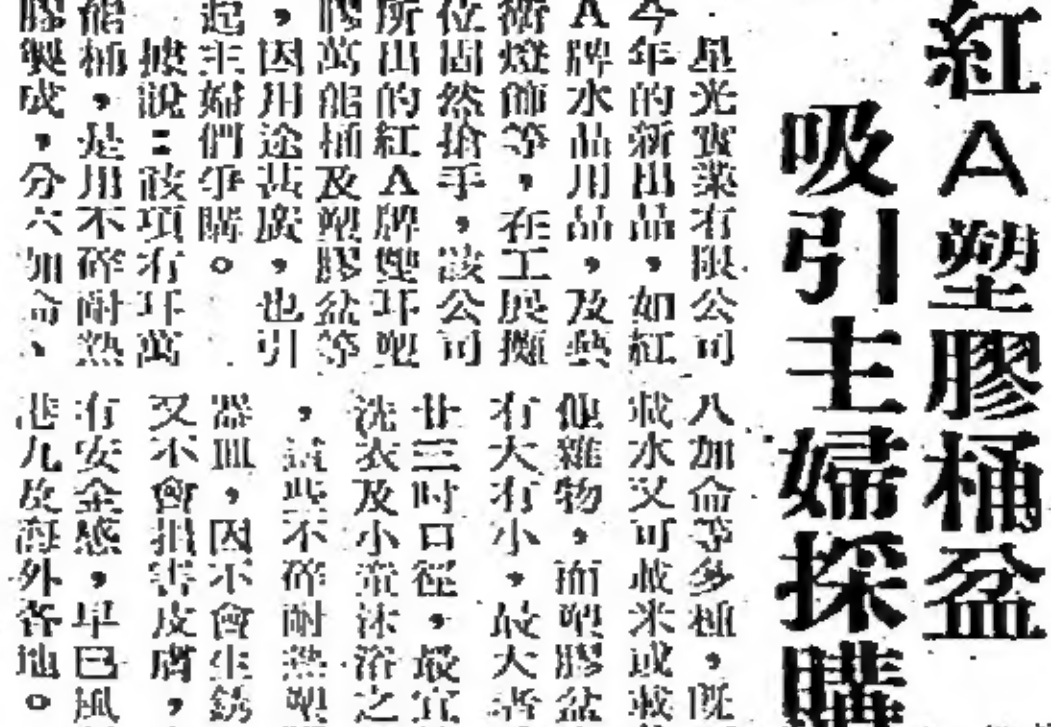 紅A塑膠桶盆
吸引主婦採購
星光實業有限公司
今年的新出品，如紅
A牌水晶用品，及藝
術燈飾等，在工展攤
位固然搶手，該公司
所出的紅A牌塑耳塑
膠萬能桶及塑膠盆等
，因用途甚廣，也引
起主婦們爭購。
據說：該項有耳萬
能桶，是用不碎耐熱
膠製成，分六加侖、
八加侖等多種，既
載水又可載米或載
他雜物。而塑膠盆
有大有小，最大者
廿三吋口徑，最宜
洗衣及小童沐浴之
，這些不碎耐熱塑
器皿，因不會生銹
又不會損害皮膚，
有安全感，早已風
港九及海外各地。